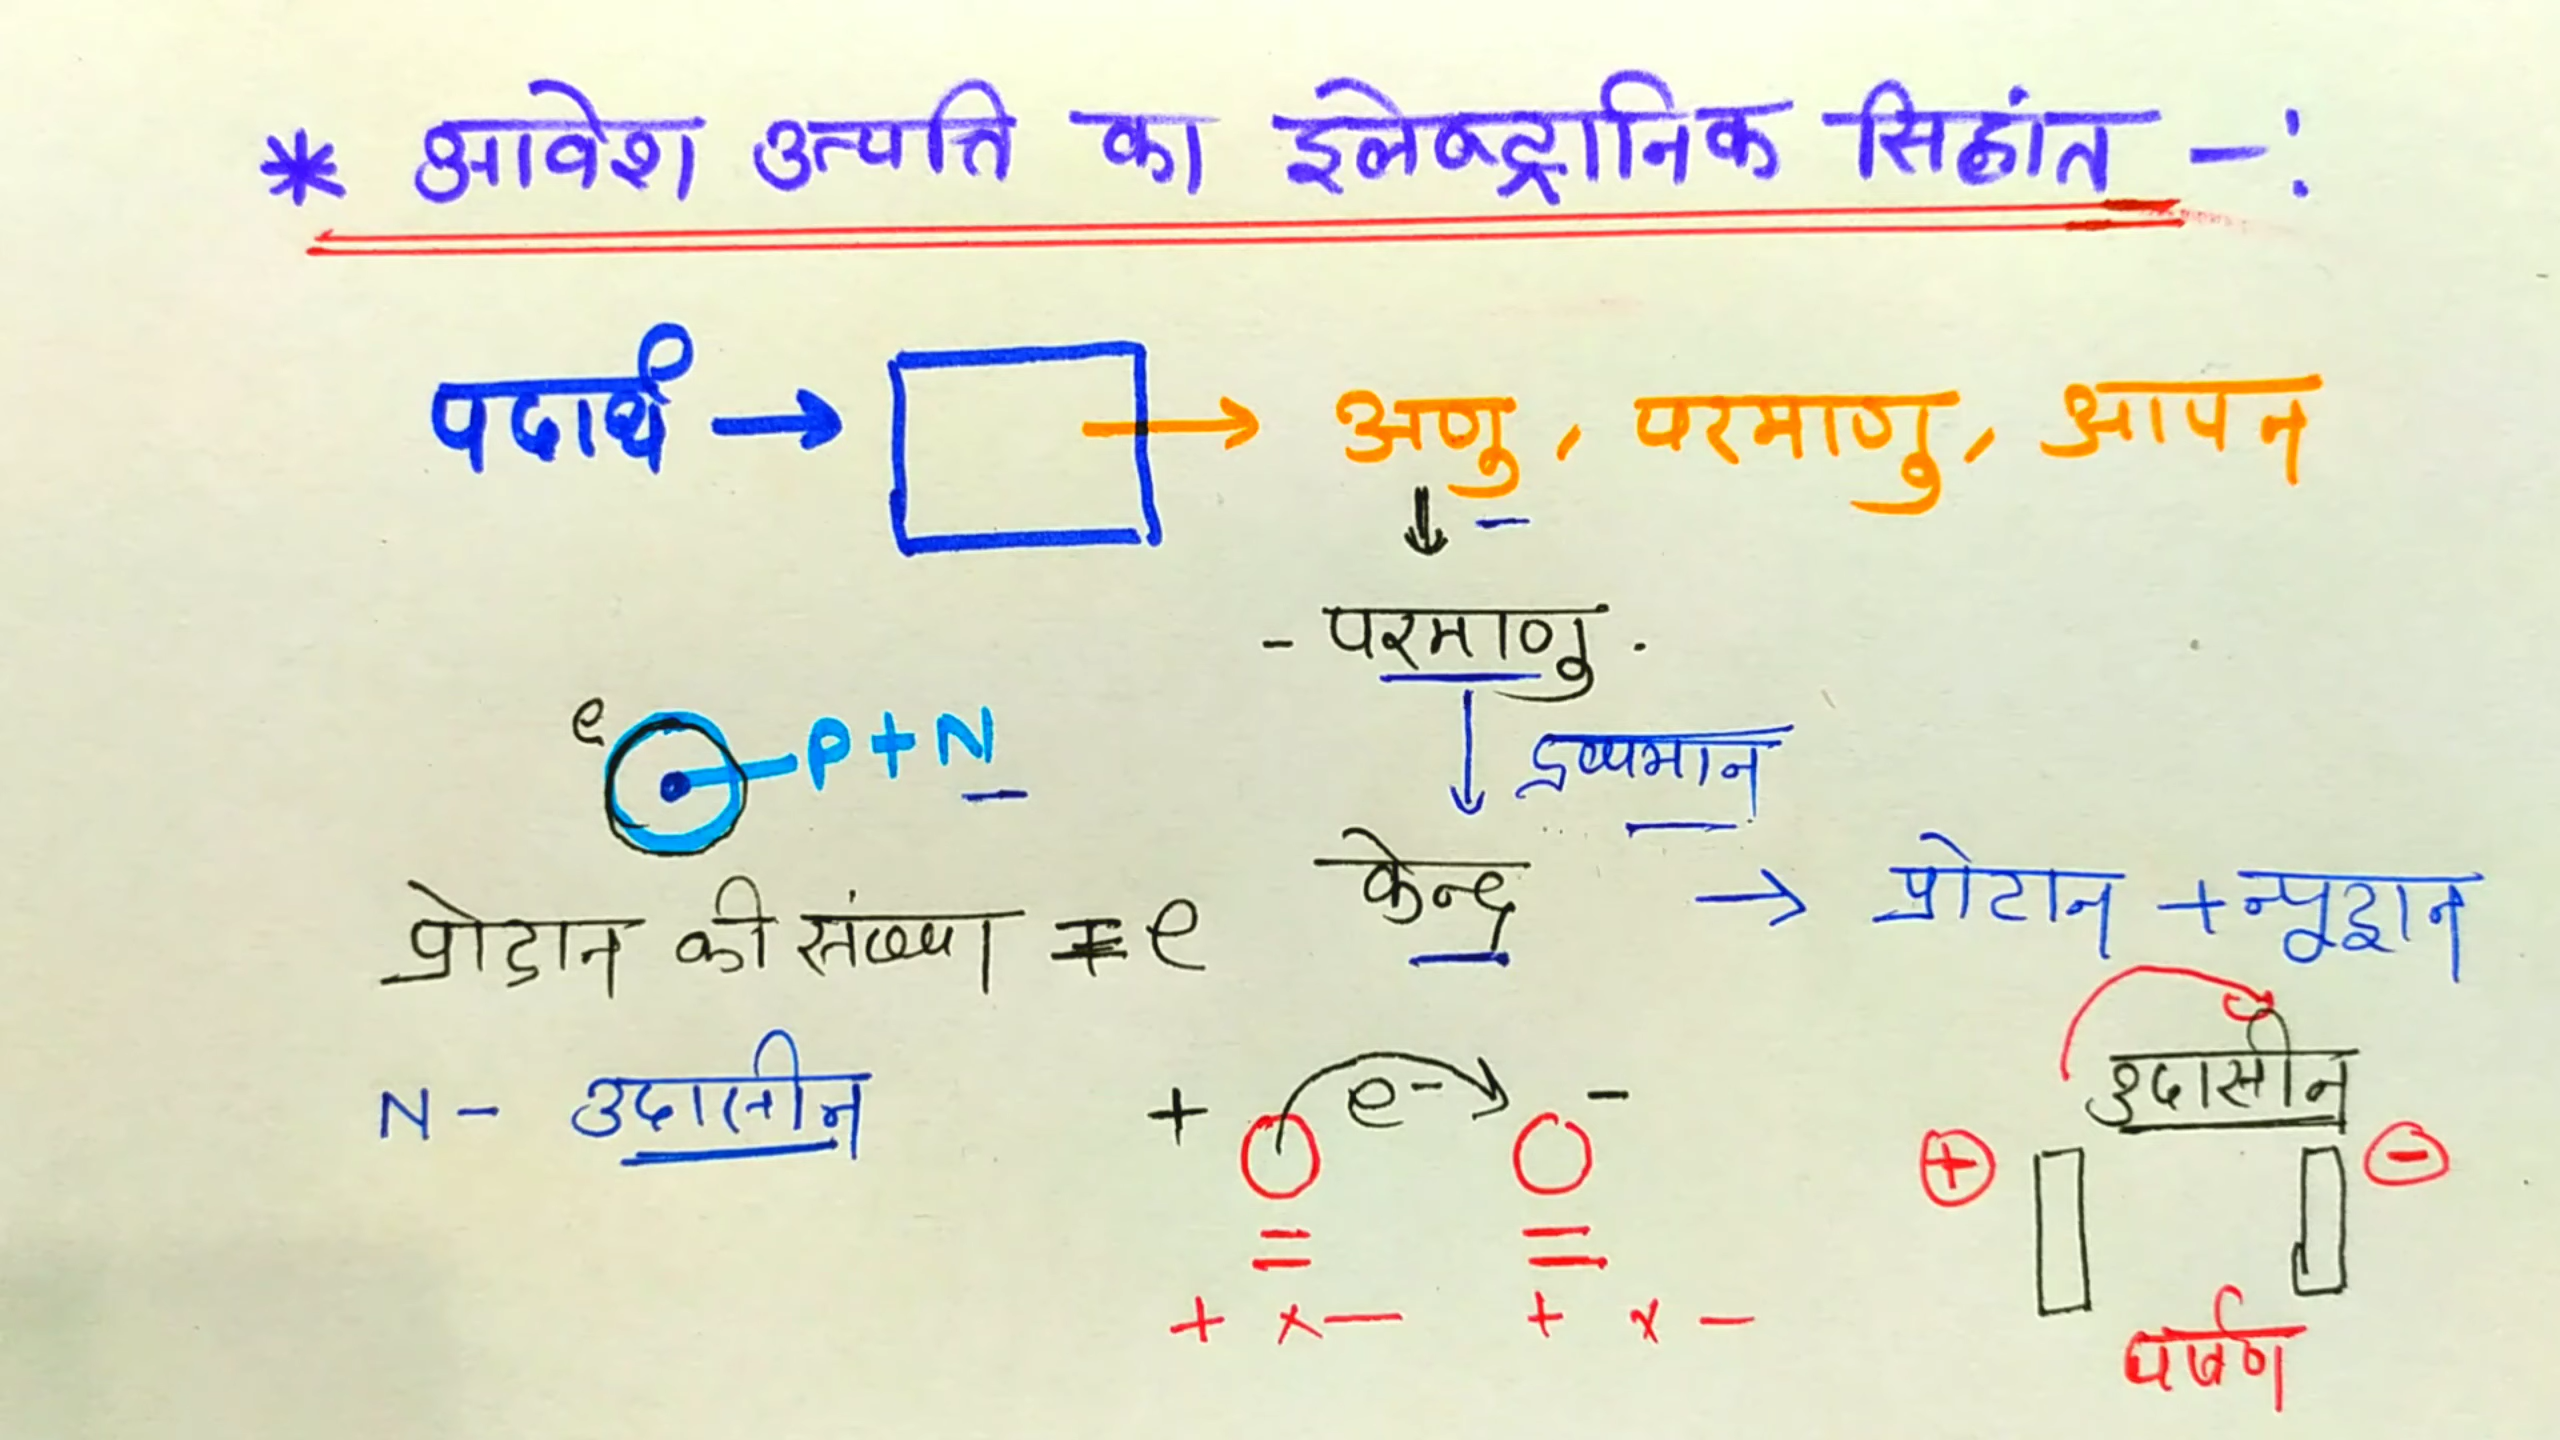 * आवेश उत्पत्ति का इलेक्ट्रानिक सिद्धांत -:
पदार्थ → → अणु, परमाणु, आयन
- परमाणु .
e P + N
द्रव्यमान
केन्द्र → प्रोटान + न्यूट्रान
प्रोटान की संख्या = e
N - उदासीन
+ e- -
उदासीन
+ -
= =
+ × - + × -
घर्षण